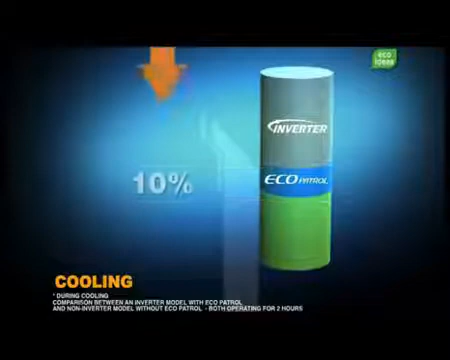 eco
ideas
INVERTER
ECO PATROL
10%
COOLING
* DURING COOLING
COMPARISON BETWEEN AN INVERTER MODEL WITH ECO PATROL
AND NON-INVERTER MODEL WITHOUT ECO PATROL - BOTH OPERATING FOR 2 HOURS